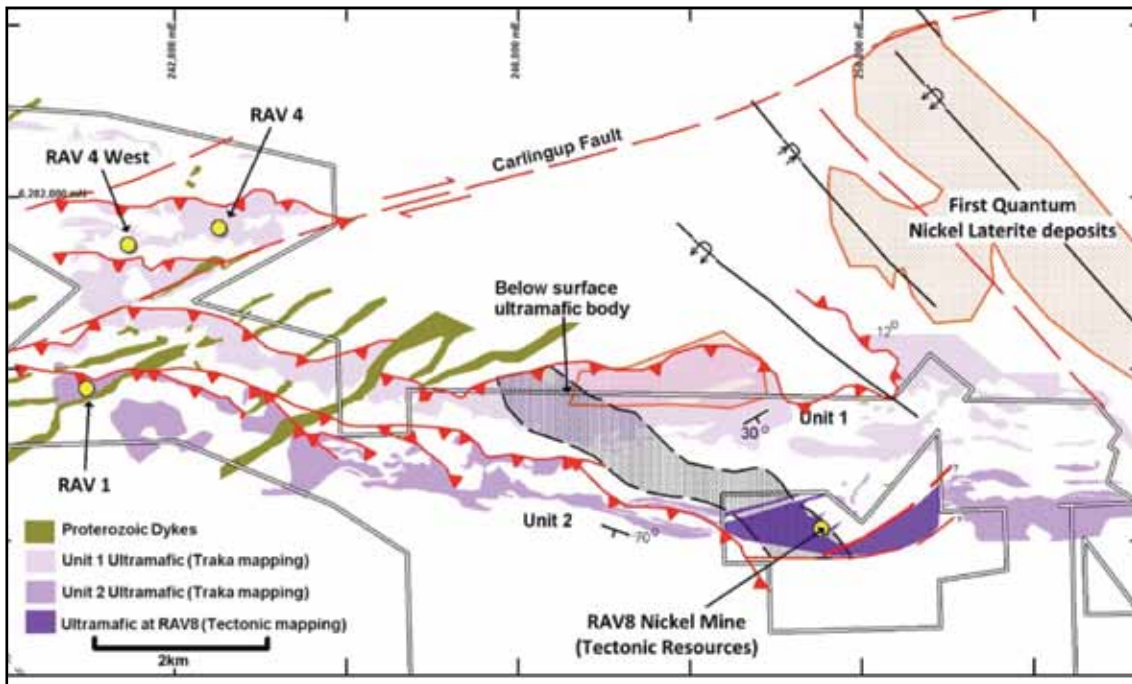 242,000 mE
246,000 mE
250,000 mE
RAV 4
RAV 4 West
Carlingup Fault
6 282,000 mN
First Quantum
Nickel Laterite deposits
Below surface
ultramafic body
12°
Unit 1
30°
RAV 1
Unit 2
70°
?
?
Proterozoic Dykes
Unit 1 Ultramafic (Traka mapping)
Unit 2 Ultramafic (Traka mapping)
Ultramafic at RAV8 (Tectonic mapping)
2km
RAV8 Nickel Mine
(Tectonic Resources)